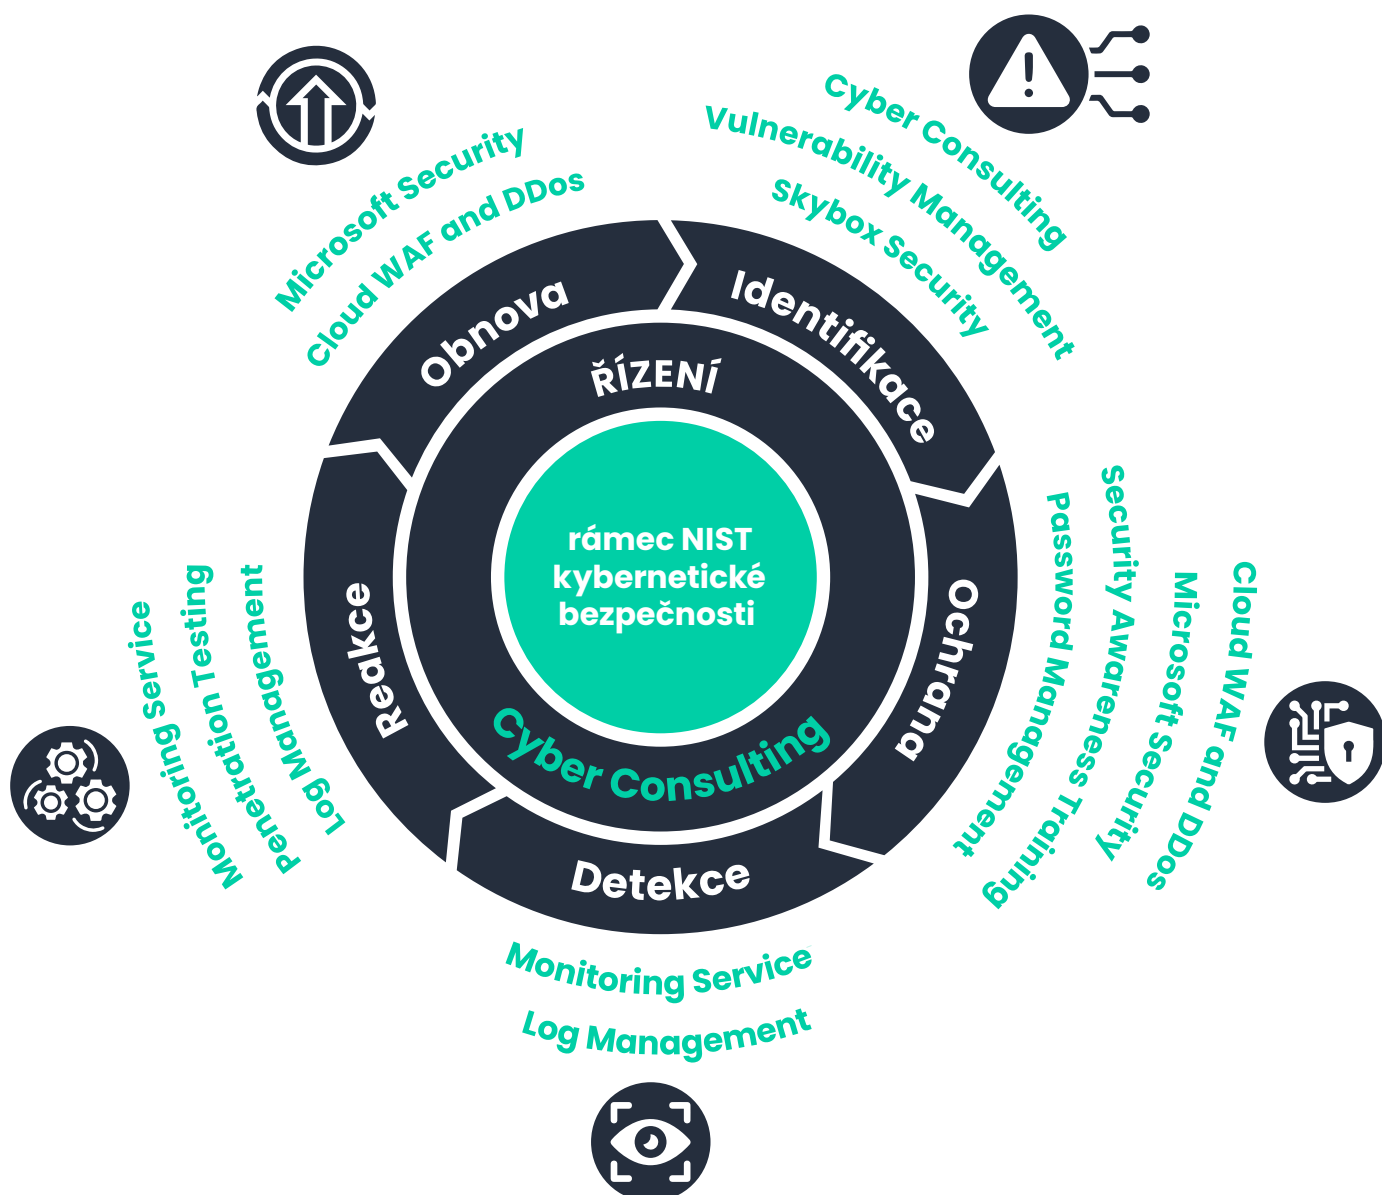 Microsoft Security
Cloud WAF and DDos
Cyber Consulting
Vulnerability Management
Skybox Security
Obnova
Identifikace
ŘÍZENÍ
rámec NIST
kybernetické
bezpečnosti
Cyber Consulting
Reakce
Ochrana
Detekce
Password Management
Security Awareness Training
Microsoft Security
Cloud WAF and DDos
Monitoring Service
Penetration Testing
Log Management
Monitoring Service
Log Management